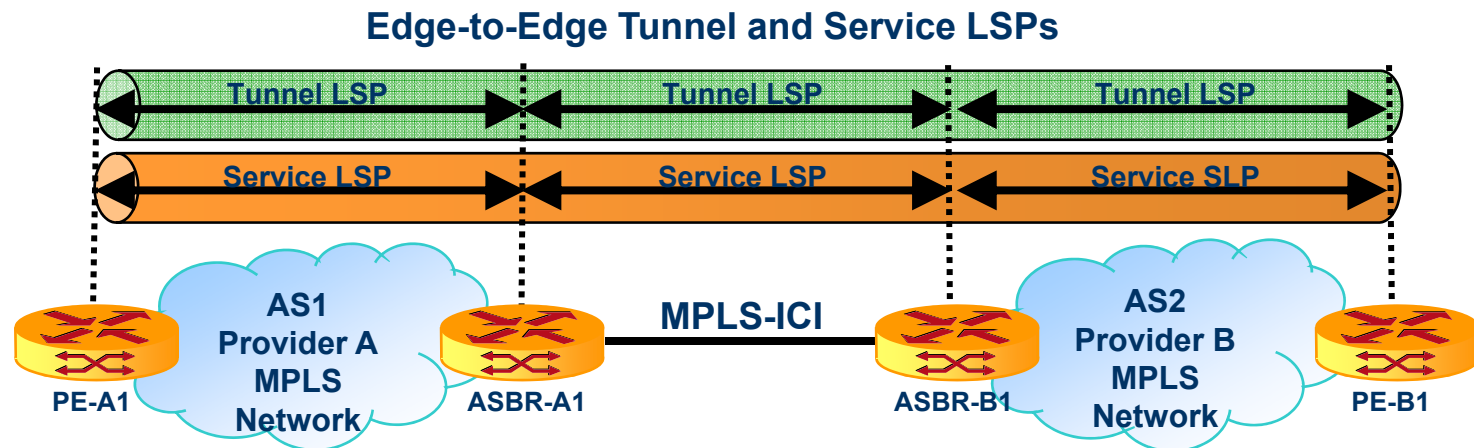 Edge-to-Edge Tunnel and Service LSPs
Tunnel LSP
Tunnel LSP
Tunnel LSP
Service LSP
Service LSP
Service SLP
AS1
Provider A
MPLS
Network
MPLS-ICI
AS2
Provider B
MPLS
Network
PE-A1
ASBR-A1
ASBR-B1
PE-B1